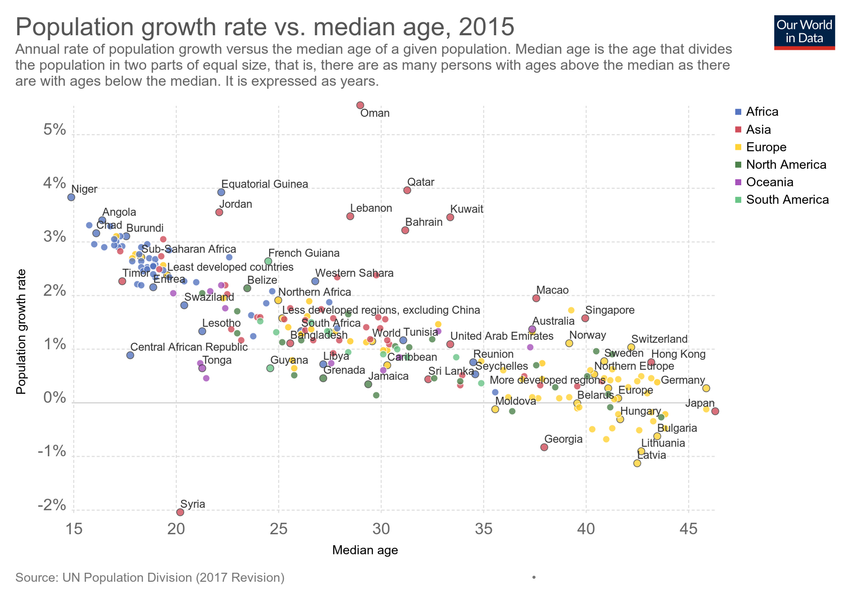 Population growth rate vs. median age, 2015
Our World
in Data
Annual rate of population growth versus the median age of a given population. Median age is the age that divides
the population in two parts of equal size, that is, there are as many persons with ages above the median as there
are with ages below the median. It is expressed as years.
Africa
Asia
Europe
North America
Oceania
South America
Population growth rate
5%
4%
3%
2%
1%
0%
-1%
-2%
Oman
Niger
Equatorial Guinea
Qatar
Jordan
Lebanon
Kuwait
Angola
Chad
Burundi
Bahrain
Sub-Saharan Africa
French Guiana
Least developed countries
Timor
Eritrea
Belize
Western Sahara
Swaziland
Northern Africa
Macao
Less developed regions, excluding China
Singapore
Lesotho
South Africa
Australia
Bangladesh
World
Tunisia
United Arab Emirates
Norway
Switzerland
Central African Republic
Tonga
Guyana
Libya
Caribbean
Reunion
Sweden
Hong Kong
Seychelles
Northern Europe
Grenada
Jamaica
Sri Lanka
More developed regions
Germany
Europe
Moldova
Belarus
Japan
Hungary
Georgia
Bulgaria
Lithuania
Latvia
Syria
15
20
25
30
35
40
45
Median age
Source: UN Population Division (2017 Revision)